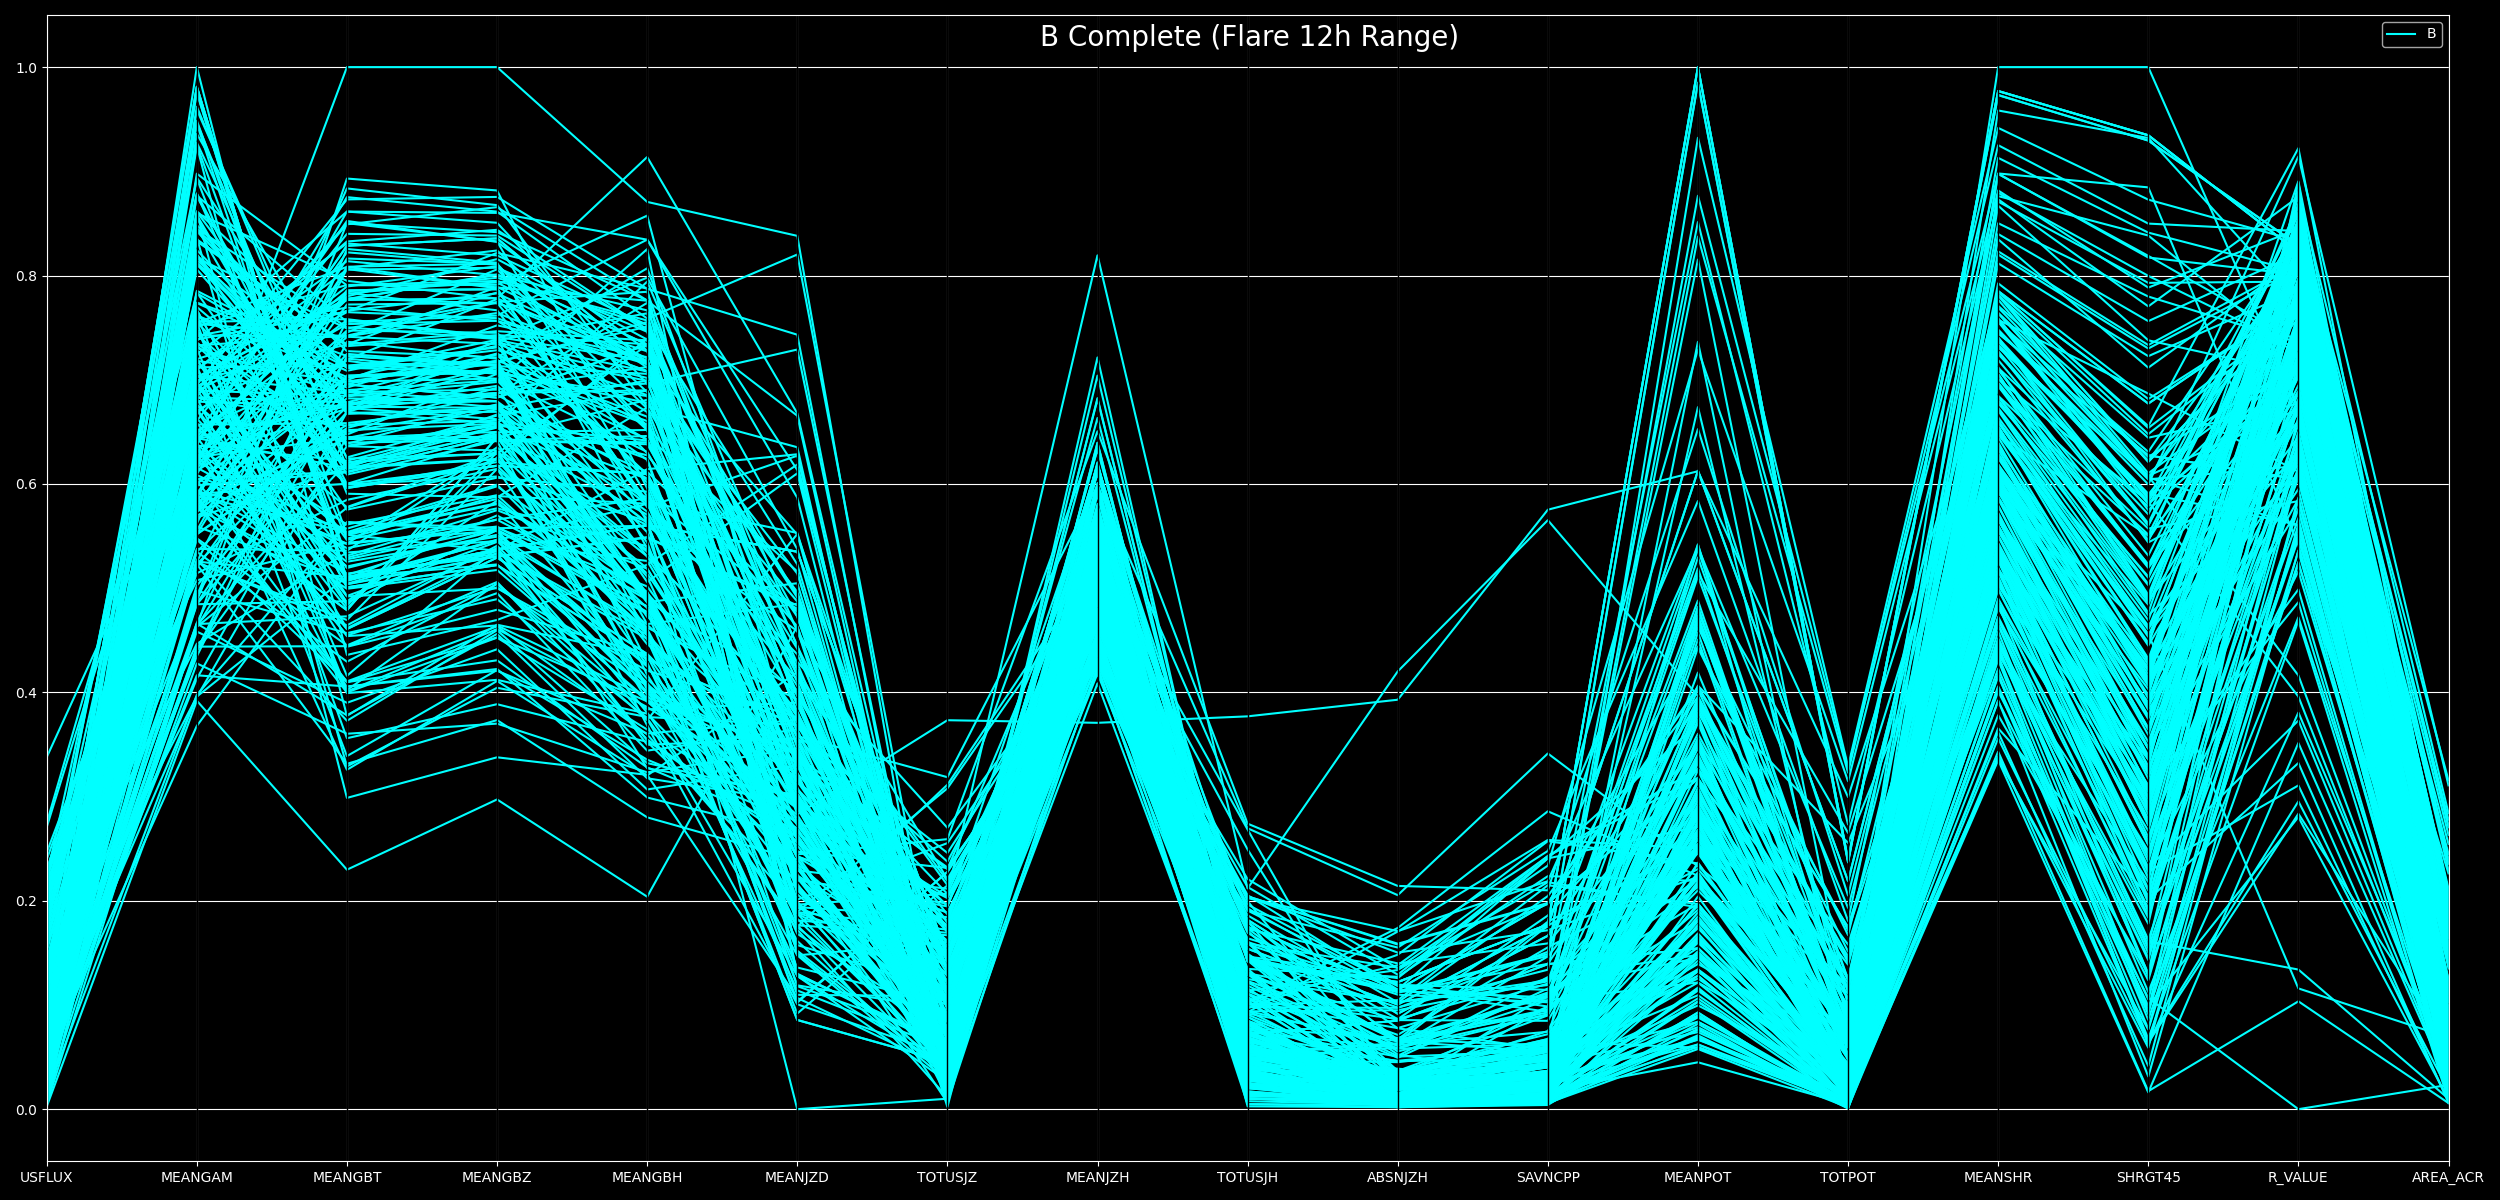 B Complete (Flare 12h Range)
B
1.0
0.8
0.6
0.4
0.2
0.0
USFLUX MEANGAM MEANGBT MEANGBZ MEANGBH MEANJZD TOTUSJZ MEANJZH TOTUSJH ABSNJZH SAVNCPP MEANPOT TOTPOT MEANSHR SHRGT45 R_VALUE AREA_ACR